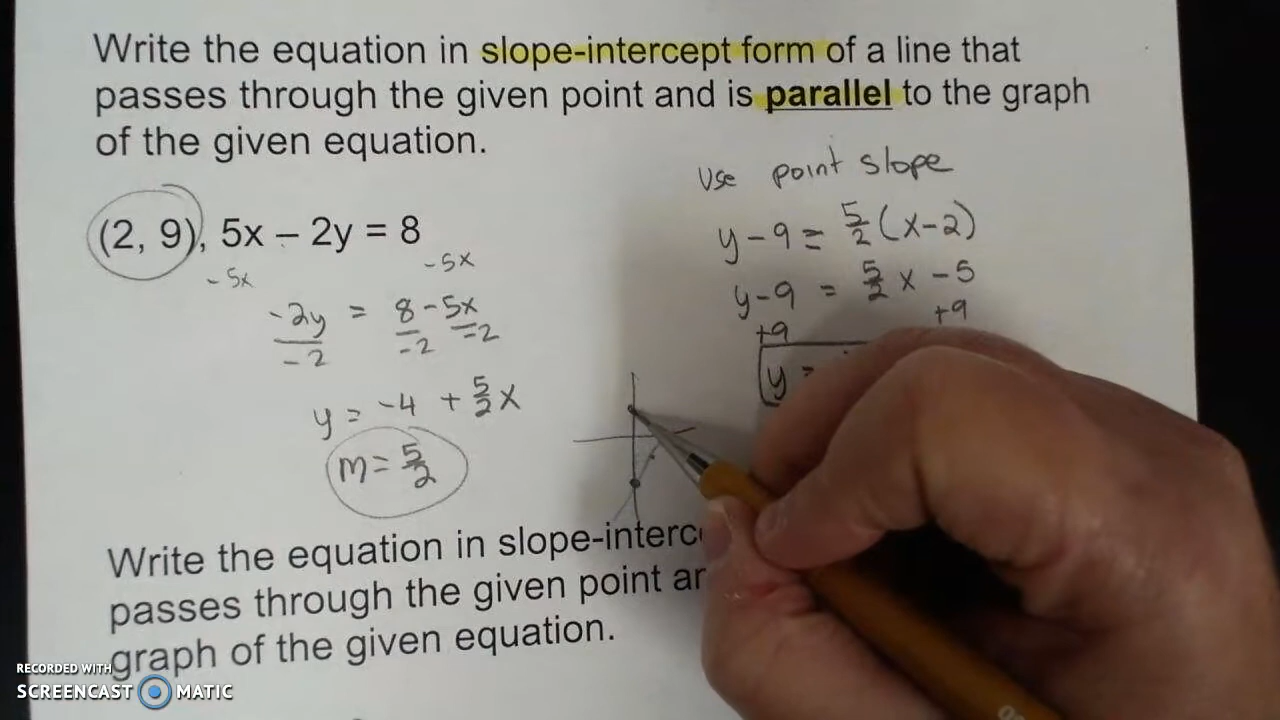 Write the equation in slope-intercept form of a line that
passes through the given point and is parallel to the graph
of the given equation.
(2, 9), 5x – 2y = 8
-5x -5x
-2y = 8 - 5x
-2 -2 -2
y = -4 + 5/2 x
m = 5/2
Use point slope
y - 9 = 5/2 (x - 2)
y - 9 = 5/2 x - 5
+9 +9
y =
Write the equation in slope-interc
passes through the given point
graph of the given equation.
RECORDED WITH
SCREENCAST MATIC